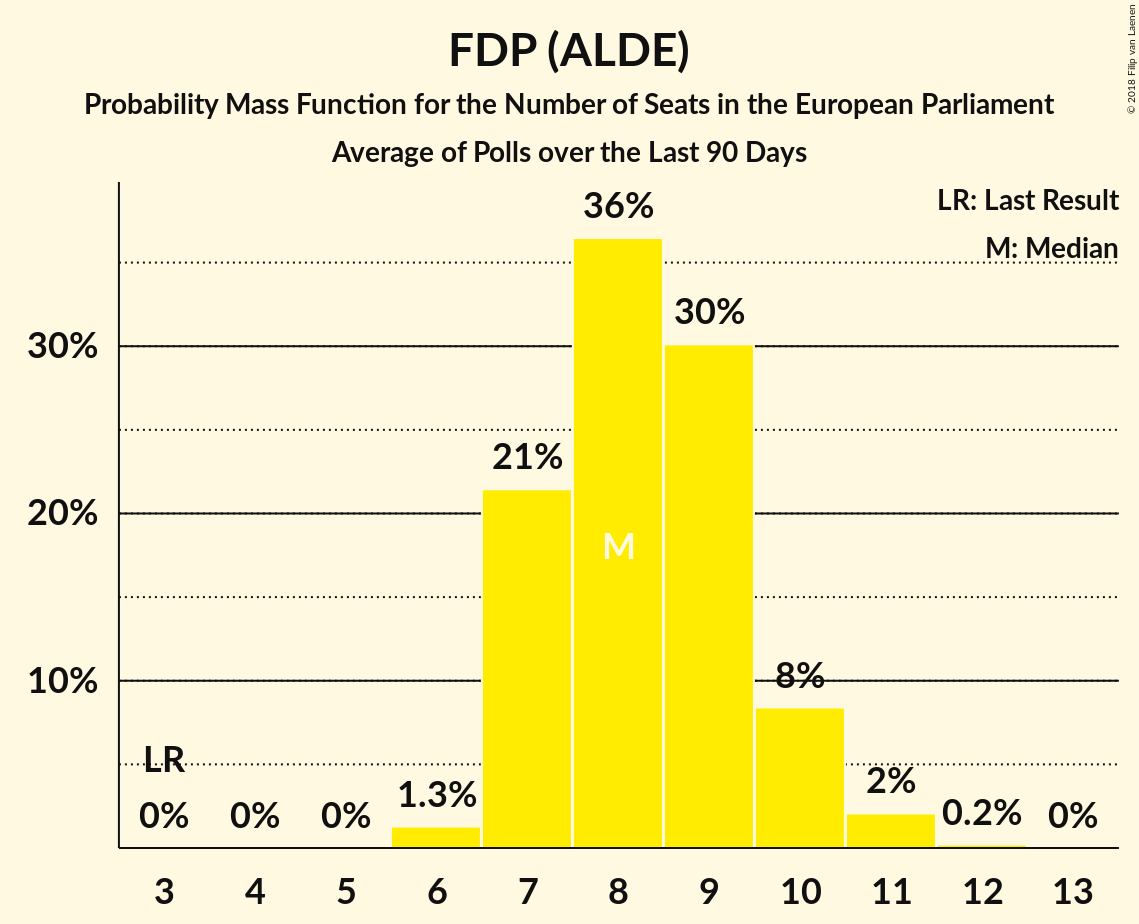 FDP (ALDE)
Probability Mass Function for the Number of Seats in the European Parliament
Average of Polls over the Last 90 Days
© 2018 Filip van Laenen
LR: Last Result
M: Median
36%
30%
30%
21%
20%
M
10%
8%
LR
0%
0%
0%
1.3%
2%
0.2%
0%
3 4 5 6 7 8 9 10 11 12 13